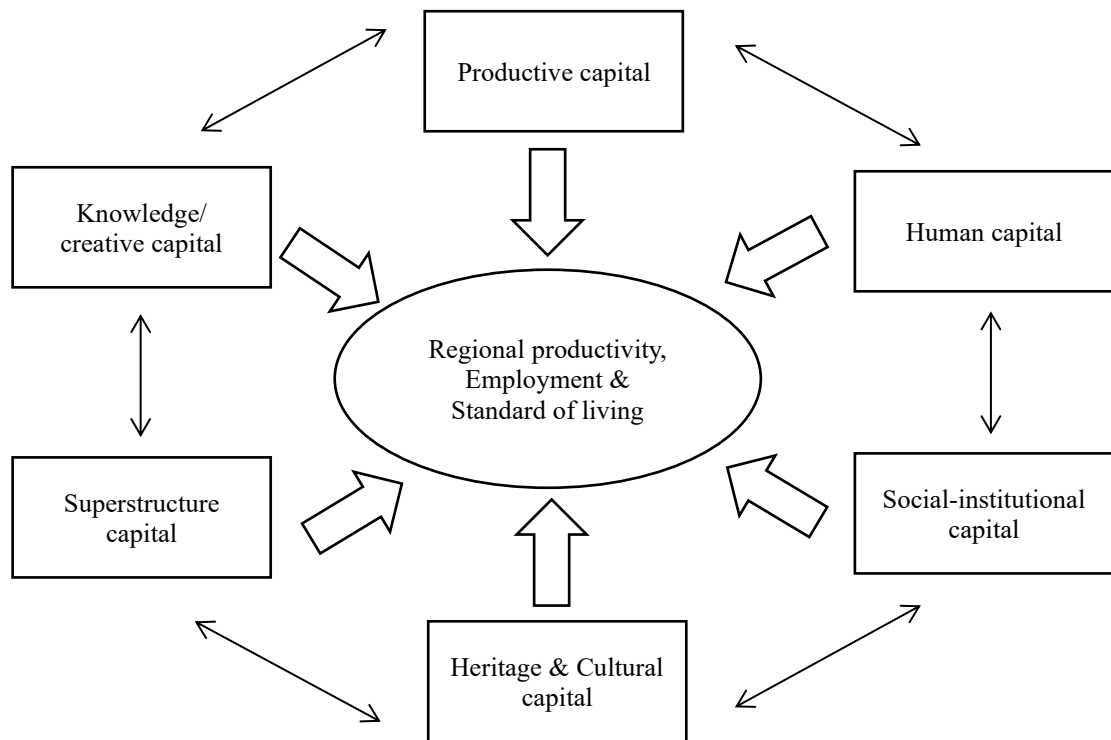 Productive capital
Knowledge/
creative capital
Human capital
Regional productivity,
Employment &
Standard of living
Superstructure
capital
Social-institutional
capital
Heritage & Cultural
capital